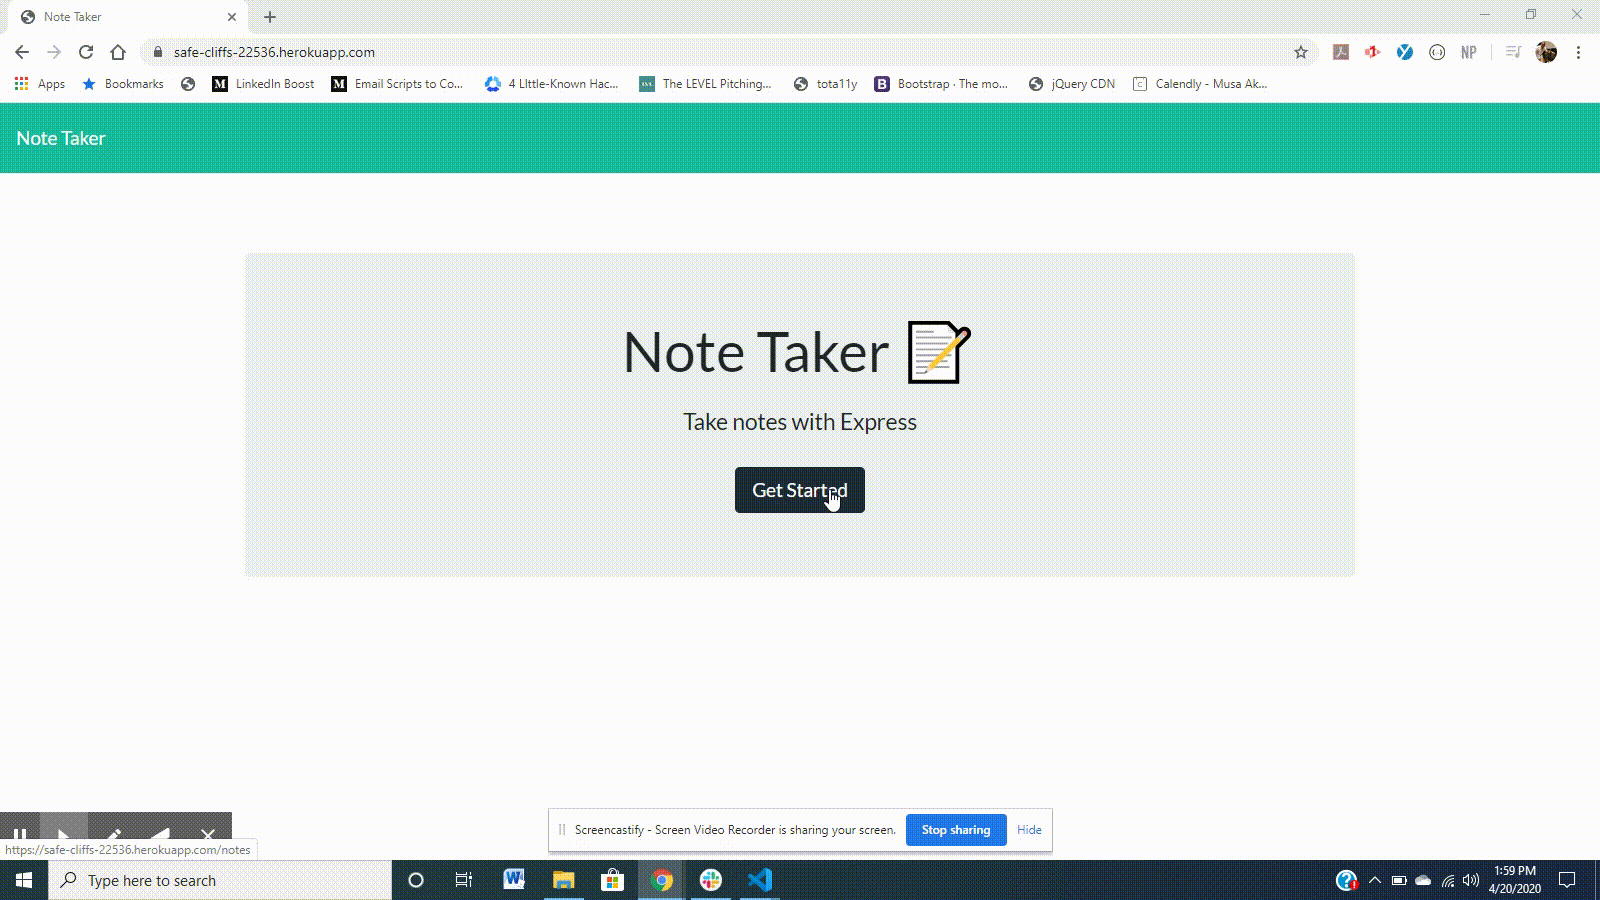 Note Taker
safe-cliffs-22536.herokuapp.com
NP
Apps Bookmarks M LinkedIn Boost M Email Scripts to Co... 4 LIttle-Known Hac... The LEVEL Pitching... tota11y B Bootstrap · The mo... jQuery CDN C Calendly - Musa Ak...
Note Taker
Note Taker
Take notes with Express
Get Started
Screencastify - Screen Video Recorder is sharing your screen. Stop sharing Hide
https://safe-cliffs-22536.herokuapp.com/notes
Type here to search
1:59 PM
4/20/2020